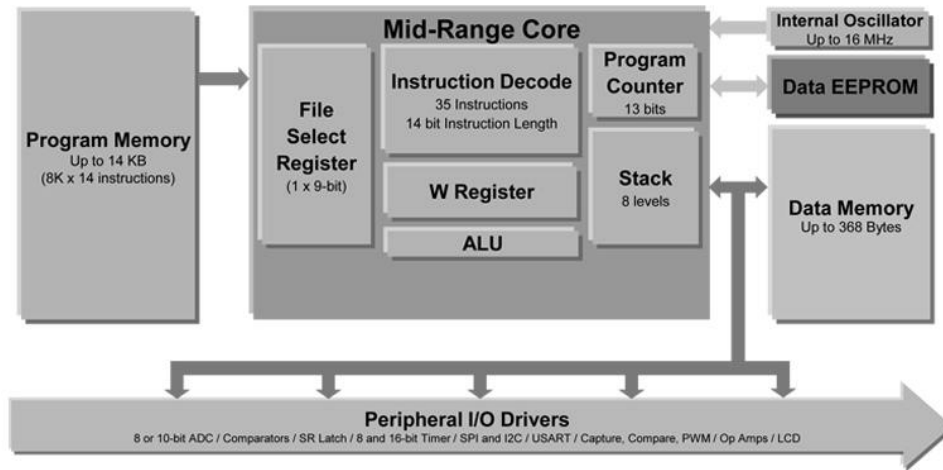 Mid-Range Core
Program Memory
Up to 14 KB
(8K x 14 instructions)
File
Select
Register
(1 x 9-bit)
Instruction Decode
35 Instructions
14 bit Instruction Length
W Register
ALU
Program
Counter
13 bits
Stack
8 levels
Internal Oscillator
Up to 16 MHz
Data EEPROM
Data Memory
Up to 368 Bytes
Peripheral I/O Drivers
8 or 10-bit ADC / Comparators / SR Latch / 8 and 16-bit Timer / SPI and I2C / USART / Capture, Compare, PWM / Op Amps / LCD